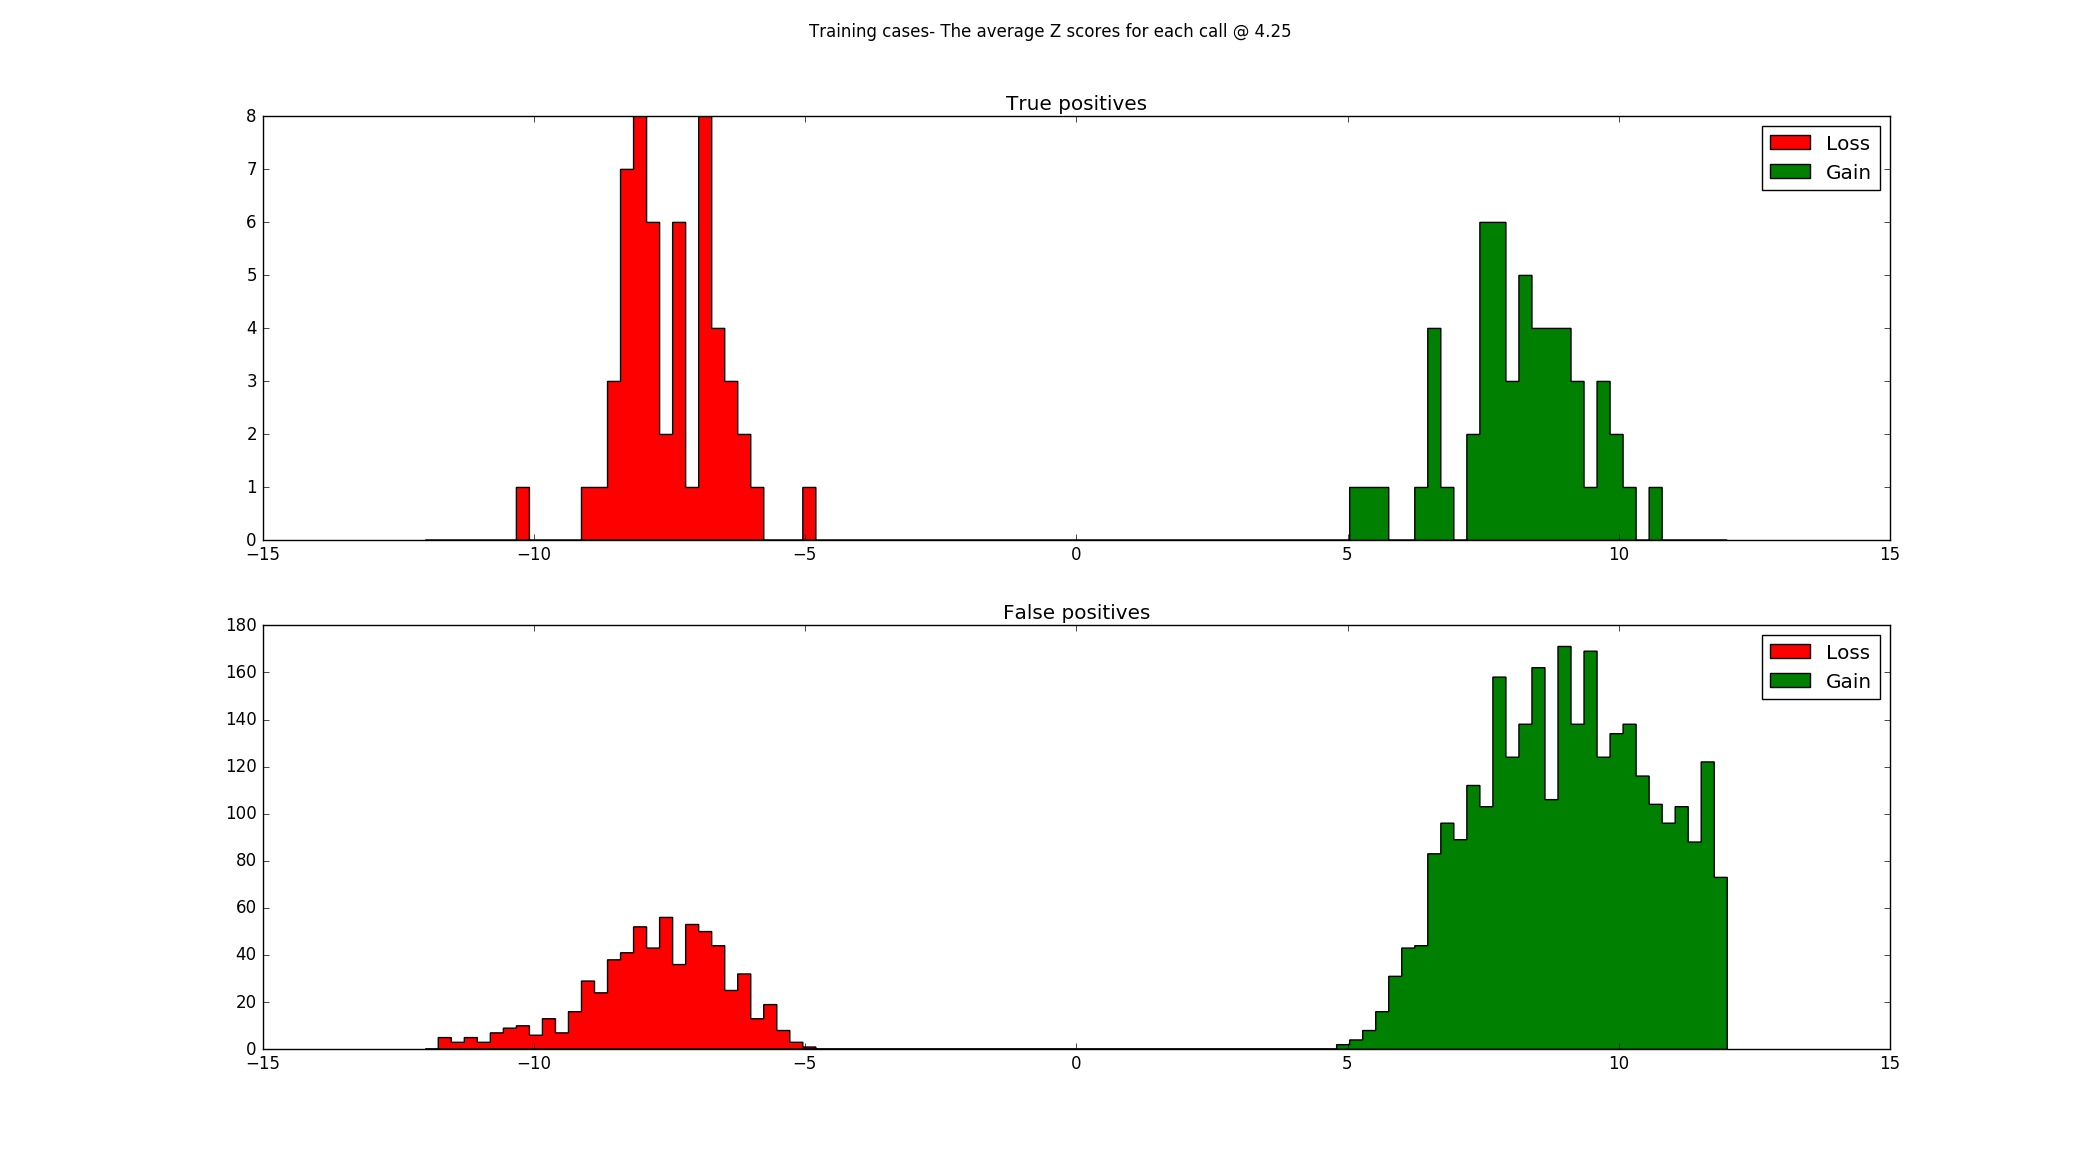 Training cases- The average Z scores for each call @ 4.25
True positives
8
7
6
5
4
3
2
1
0
−15 −10 −5 0 5 10 15
Loss
Gain
False positives
180
160
140
120
100
80
60
40
20
0
−15 −10 −5 0 5 10 15
Loss
Gain